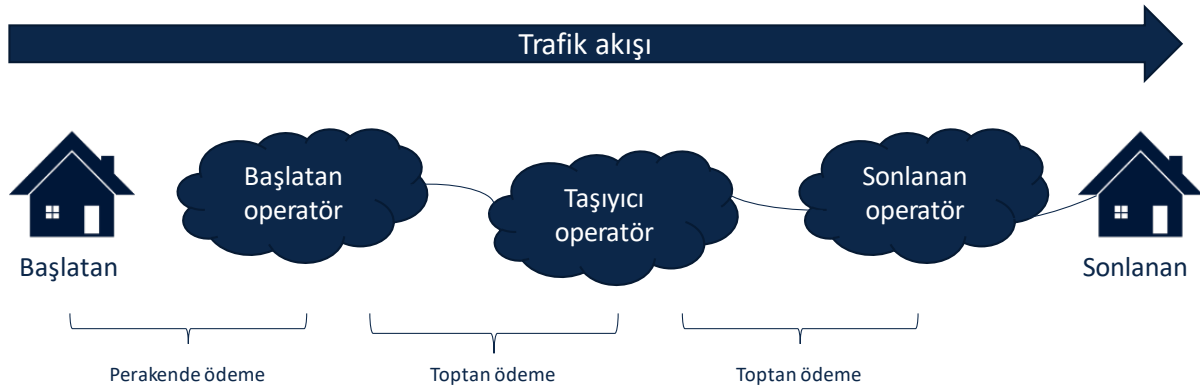 Trafik akışı
Başlatan
operatör
Taşıyıcı
operatör
Sonlanan
operatör
Başlatan
Sonlanan
Perakende ödeme
Toptan ödeme
Toptan ödeme